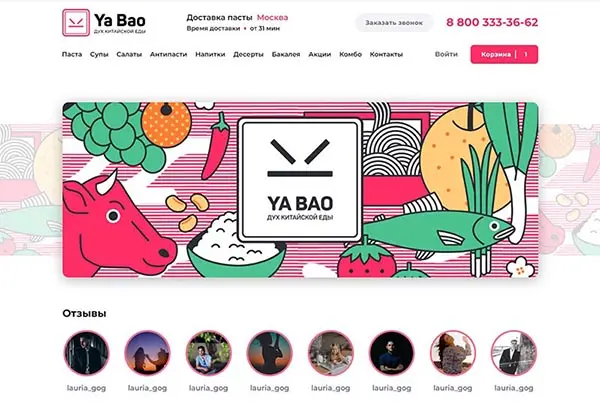 Ya Bao
ДУХ КИТАЙСКОЙ ЕДЫ
Доставка пасты Москва
Время доставки • от 31 мин
Заказать звонок
8 800 333-36-62
Паста Супы Салаты Антипасти Напитки Десерты Бакалея Акции Комбо Контакты
Войти
Корзина | 1
YA BAO
ДУХ КИТАЙСКОЙ ЕДЫ
Отзывы
lauria_gog lauria_gog lauria_gog lauria_gog lauria_gog lauria_gog lauria_gog lauria_gog